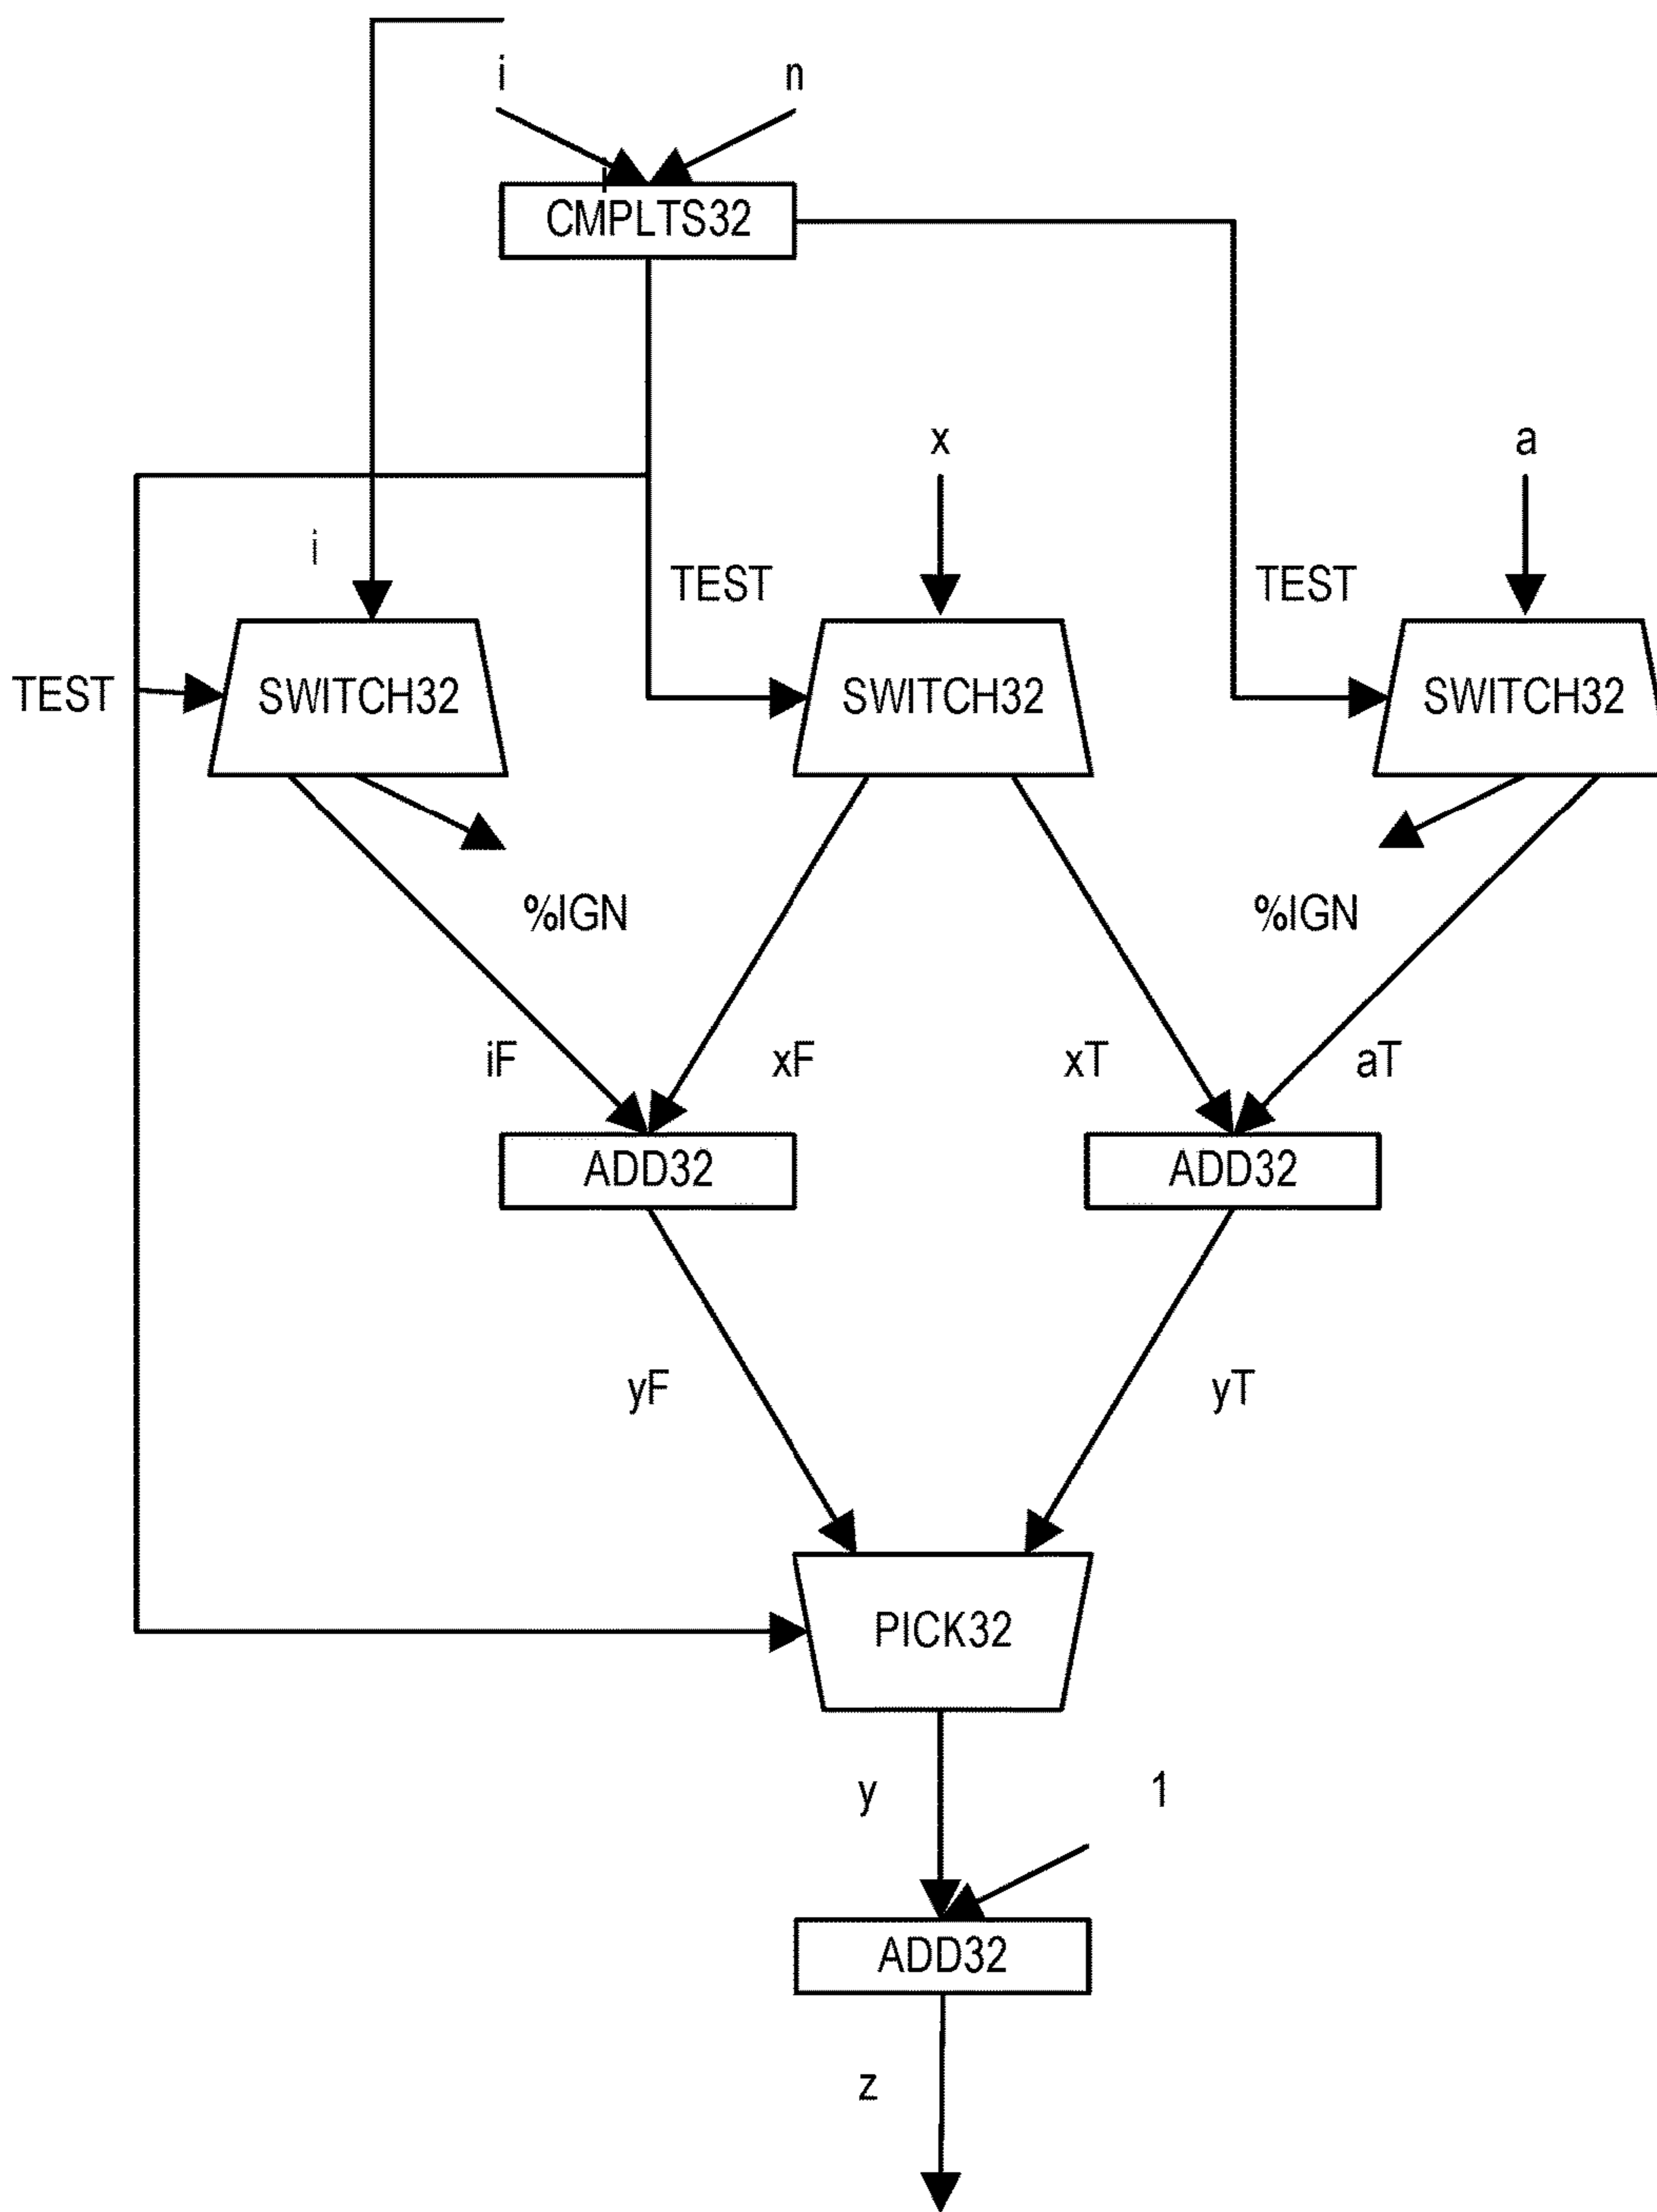 i n
CMPLTS32
x a
i
TEST TEST
TEST SWITCH32 SWITCH32 SWITCH32
%IGN %IGN
iF xF xT aT
ADD32 ADD32
yF yT
PICK32
y 1
ADD32
z